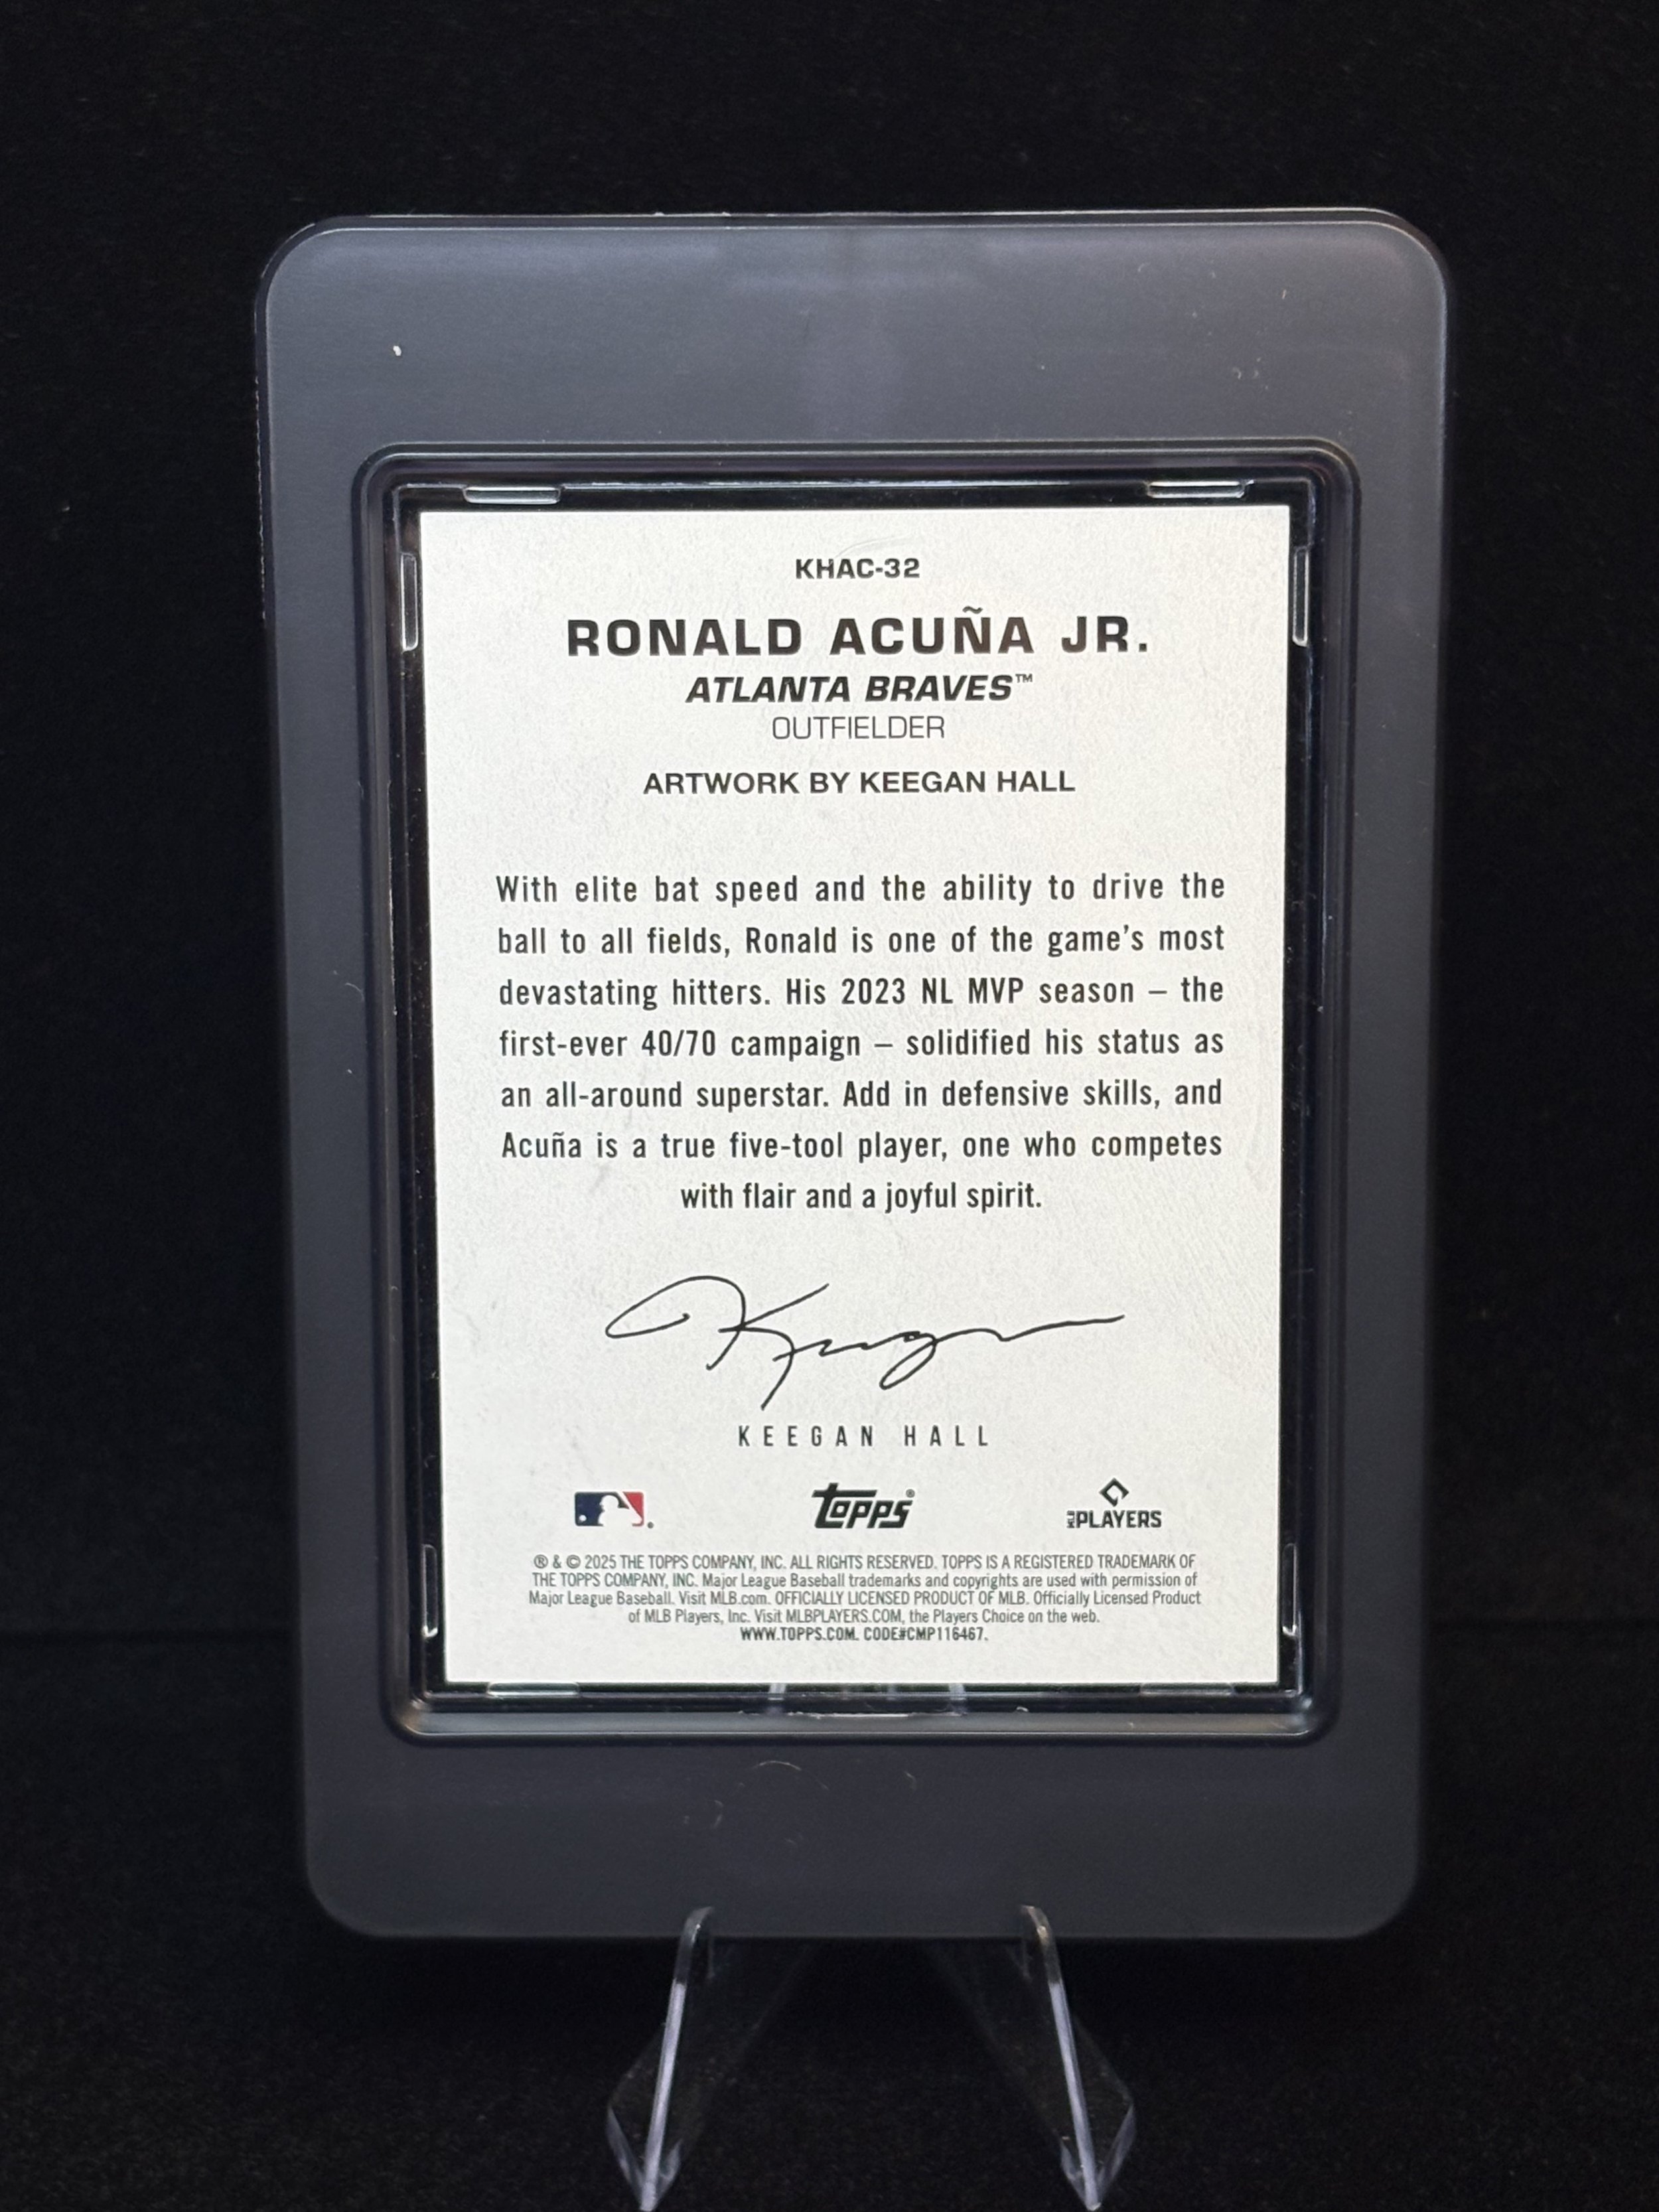 KHAC-32
RONALD ACUÑA JR.
ATLANTA BRAVES™
OUTFIELDER
ARTWORK BY KEEGAN HALL
With elite bat speed and the ability to drive the
ball to all fields, Ronald is one of the game's most
devastating hitters. His 2023 NL MVP season – the
first-ever 40/70 campaign – solidified his status as
an all-around superstar. Add in defensive skills, and
Acuña is a true five-tool player, one who competes
with flair and a joyful spirit.
Keegan
KEEGAN HALL
topps®
MLB PLAYERS
® & © 2025 THE TOPPS COMPANY, INC. ALL RIGHTS RESERVED. TOPPS IS A REGISTERED TRADEMARK OF
THE TOPPS COMPANY, INC. Major League Baseball trademarks and copyrights are used with permission of
Major League Baseball. Visit MLB.com. OFFICIALLY LICENSED PRODUCT OF MLB. Officially Licensed Product
of MLB Players, Inc. Visit MLBPLAYERS.COM, the Players Choice on the web.
WWW.TOPPS.COM. CODE#CMP116467.